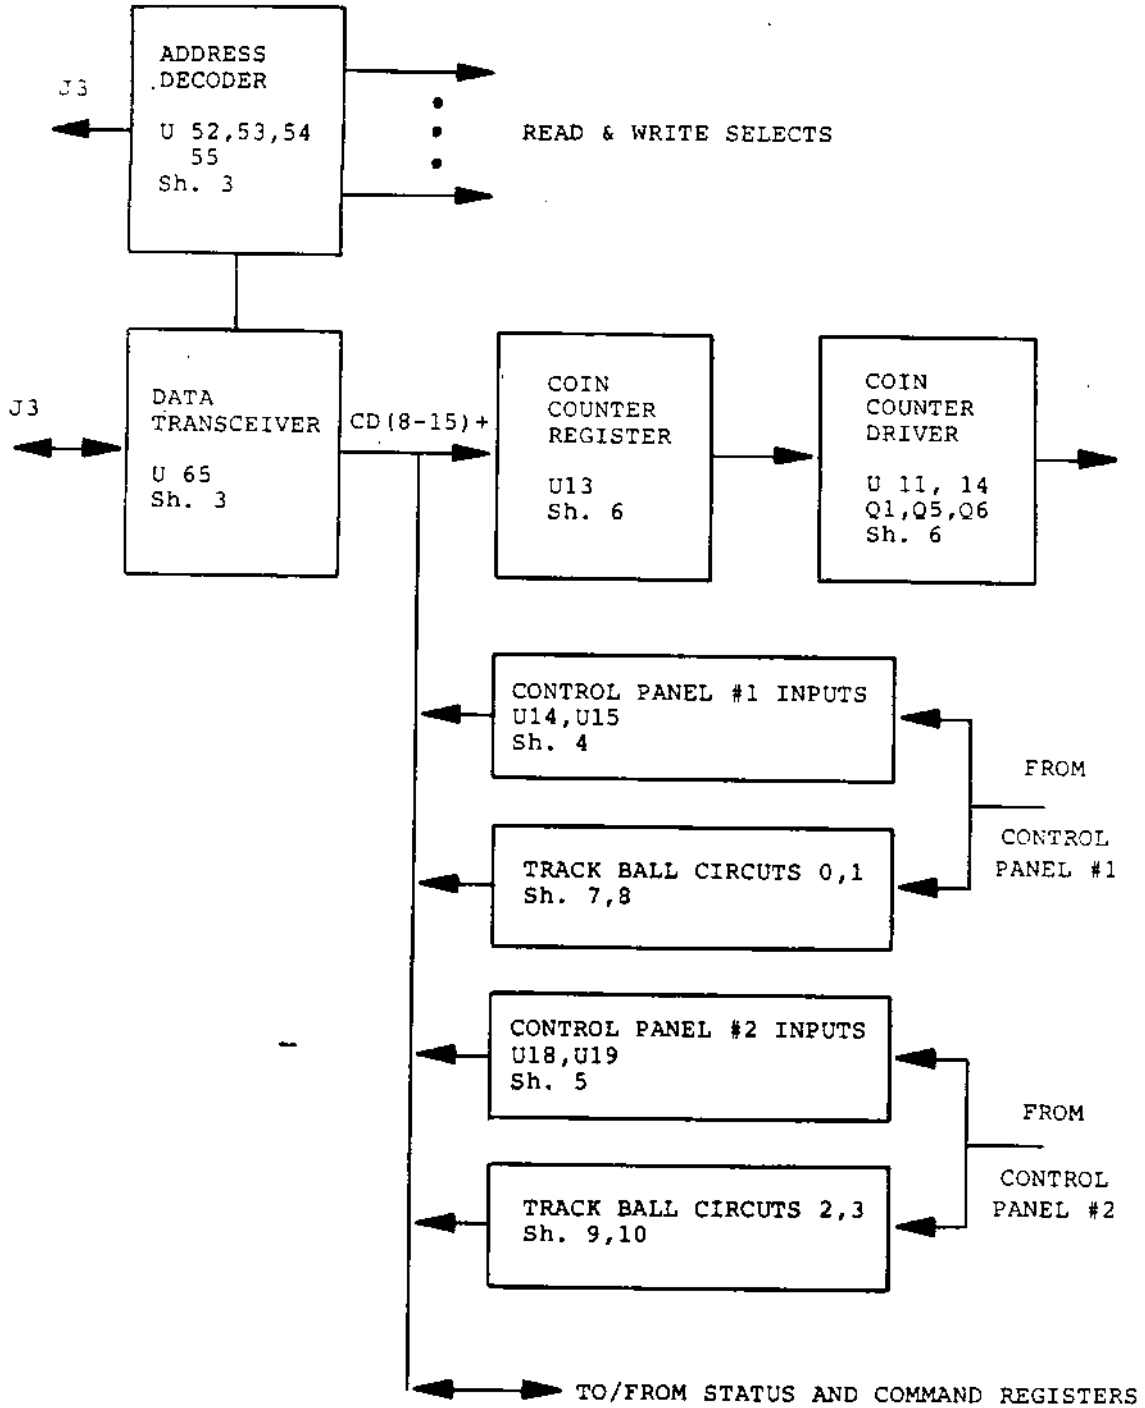 ADDRESS
DECODER
U 52,53,54
55
Sh. 3
J3
READ & WRITE SELECTS
J3
DATA
TRANSCEIVER
U 65
Sh. 3
CD(8-15)+
COIN
COUNTER
REGISTER
U13
Sh. 6
COIN
COUNTER
DRIVER
U 11, 14
Q1,Q5,Q6
Sh. 6
CONTROL PANEL #1 INPUTS
U14,U15
Sh. 4
FROM
CONTROL
PANEL #1
TRACK BALL CIRCUTS 0,1
Sh. 7,8
CONTROL PANEL #2 INPUTS
U18,U19
Sh. 5
FROM
CONTROL
PANEL #2
TRACK BALL CIRCUTS 2,3
Sh. 9,10
TO/FROM STATUS AND COMMAND REGISTERS